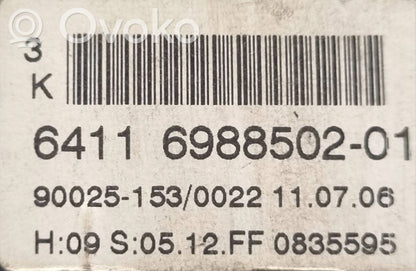 Ovoko
3
K
6411 6988502-01
90025-153/0022 11.07.06
H:09 S:05.12.FF 0835595